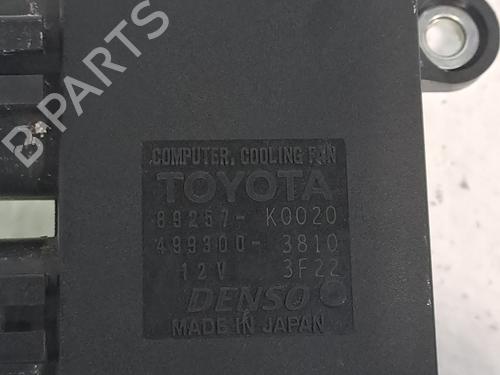 COMPUTER, COOLING FAN
TOYOTA
89257- K0020
499300- 3810
12V 3F22
DENSO
MADE IN JAPAN
B-PARTS